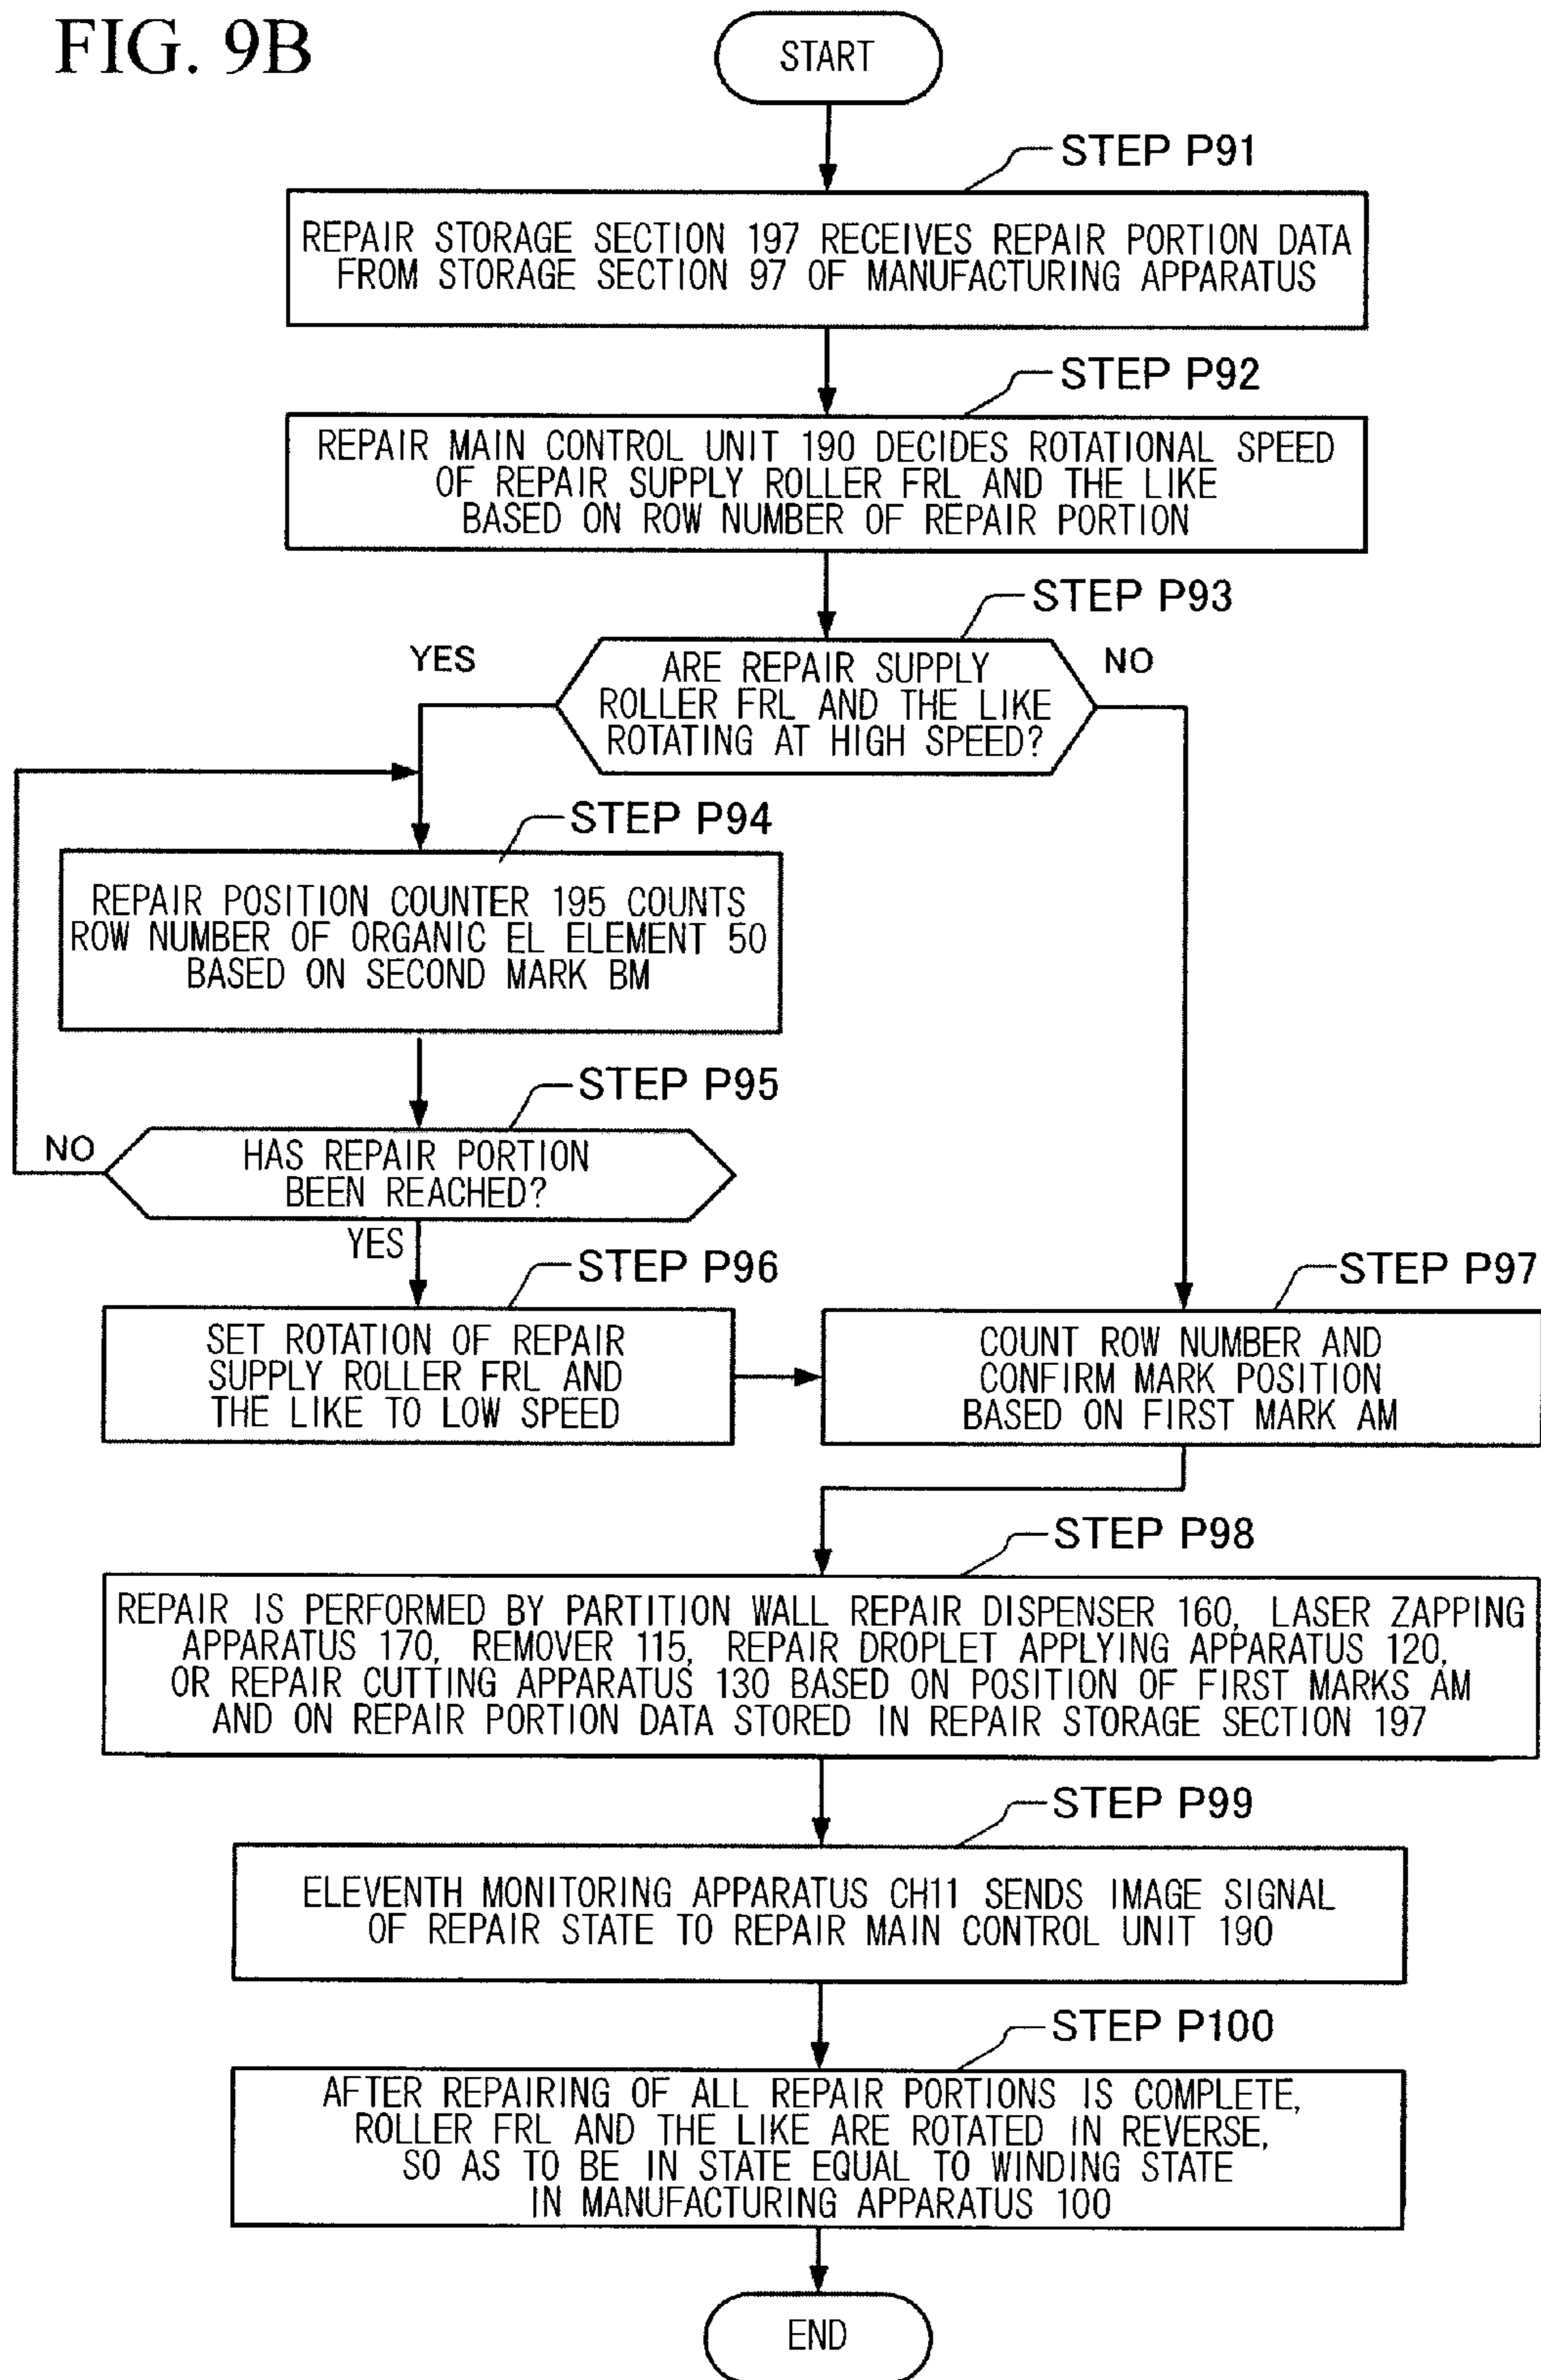 FIG. 9B
START
STEP P91
REPAIR STORAGE SECTION 197 RECEIVES REPAIR PORTION DATA
FROM STORAGE SECTION 97 OF MANUFACTURING APPARATUS
STEP P92
REPAIR MAIN CONTROL UNIT 190 DECIDES ROTATIONAL SPEED
OF REPAIR SUPPLY ROLLER FRL AND THE LIKE
BASED ON ROW NUMBER OF REPAIR PORTION
STEP P93
YES
ARE REPAIR SUPPLY
ROLLER FRL AND THE LIKE
ROTATING AT HIGH SPEED?
NO
STEP P94
REPAIR POSITION COUNTER 195 COUNTS
ROW NUMBER OF ORGANIC EL ELEMENT 50
BASED ON SECOND MARK BM
STEP P95
NO
HAS REPAIR PORTION
BEEN REACHED?
YES
STEP P96
SET ROTATION OF REPAIR
SUPPLY ROLLER FRL AND
THE LIKE TO LOW SPEED
STEP P97
COUNT ROW NUMBER AND
CONFIRM MARK POSITION
BASED ON FIRST MARK AM
STEP P98
REPAIR IS PERFORMED BY PARTITION WALL REPAIR DISPENSER 160, LASER ZAPPING
APPARATUS 170, REMOVER 115, REPAIR DROPLET APPLYING APPARATUS 120,
OR REPAIR CUTTING APPARATUS 130 BASED ON POSITION OF FIRST MARKS AM
AND ON REPAIR PORTION DATA STORED IN REPAIR STORAGE SECTION 197
STEP P99
ELEVENTH MONITORING APPARATUS CH11 SENDS IMAGE SIGNAL
OF REPAIR STATE TO REPAIR MAIN CONTROL UNIT 190
STEP P100
AFTER REPAIRING OF ALL REPAIR PORTIONS IS COMPLETE,
ROLLER FRL AND THE LIKE ARE ROTATED IN REVERSE,
SO AS TO BE IN STATE EQUAL TO WINDING STATE
IN MANUFACTURING APPARATUS 100
END